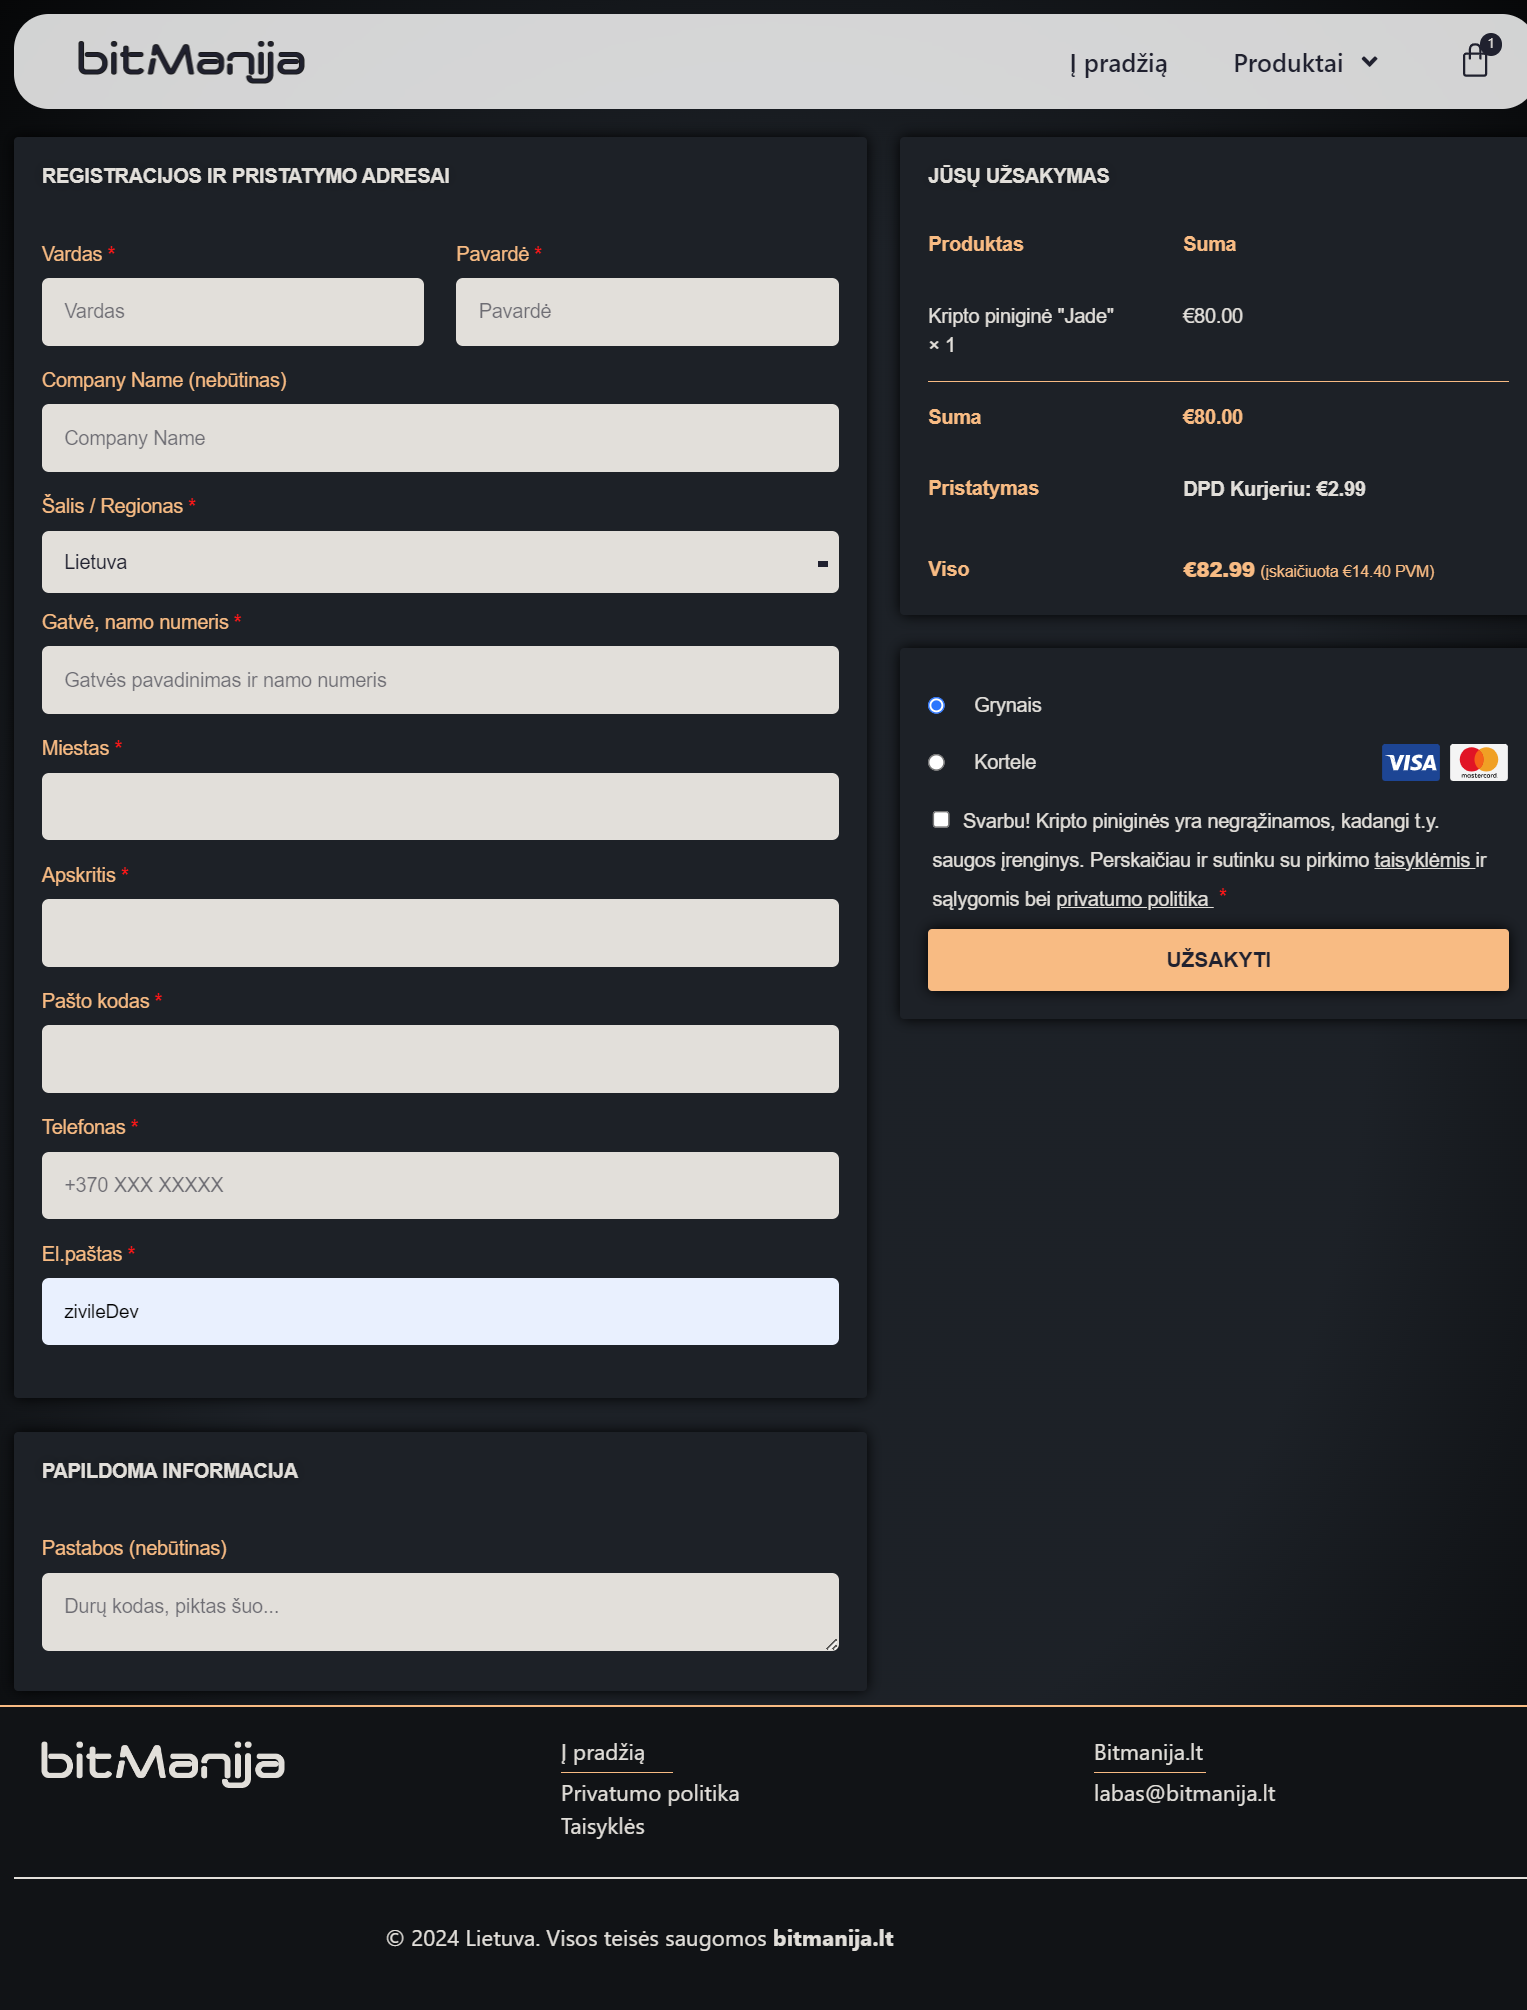 bitManija
Į pradžią
Produktai
1
REGISTRACIJOS IR PRISTATYMO ADRESAI
Vardas *
Pavardė *
Vardas
Pavardė
Company Name (nebūtinas)
Company Name
Šalis / Regionas *
Lietuva
Gatvė, namo numeris *
Gatvės pavadinimas ir namo numeris
Miestas *
Apskritis *
Pašto kodas *
Telefonas *
+370 XXX XXXXX
El.paštas *
zivileDev
PAPILDOMA INFORMACIJA
Pastabos (nebūtinas)
Durų kodas, piktas šuo...
JŪSŲ UŽSAKYMAS
Produktas Suma
Kripto piniginė "Jade" €80.00
× 1
Suma €80.00
Pristatymas DPD Kurjeriu: €2.99
Viso €82.99 (įskaičiuota €14.40 PVM)
Grynais
Kortele VISA mastercard
Svarbu! Kripto piniginės yra negrąžinamos, kadangi t.y.
saugos įrenginys. Perskaičiau ir sutinku su pirkimo taisyklėmis ir
sąlygomis bei privatumo politika *
UŽSAKYTI
bitManija
Į pradžią
Privatumo politika
Taisyklės
Bitmanija.lt
labas@bitmanija.lt
© 2024 Lietuva. Visos teisės saugomos bitmanija.lt